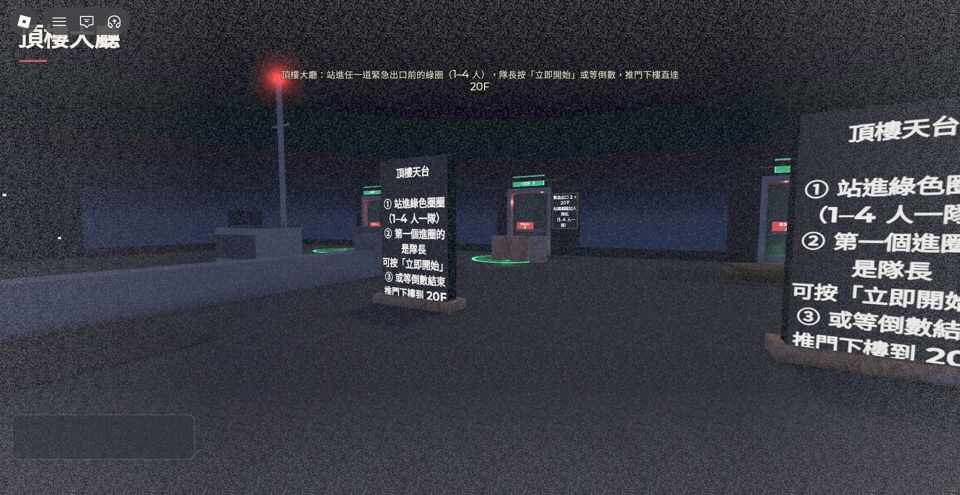 頂樓大廳
頂樓大廳：站進任一道緊急出口前的綠圈（1–4 人），隊長按「立即開始」或等倒數，推門下樓直達
20F
頂樓天台
① 站進綠色圈圈
（1–4 人一隊）
② 第一個進圈的
是隊長
可按「立即開始」
③ 或等倒數結束
推門下樓到 20F
頂樓天台
① 站進綠色圈
（1–4 人一隊
② 第一個進圈
是隊長
可按「立即開始
③ 或等倒數結
推門下樓到 20